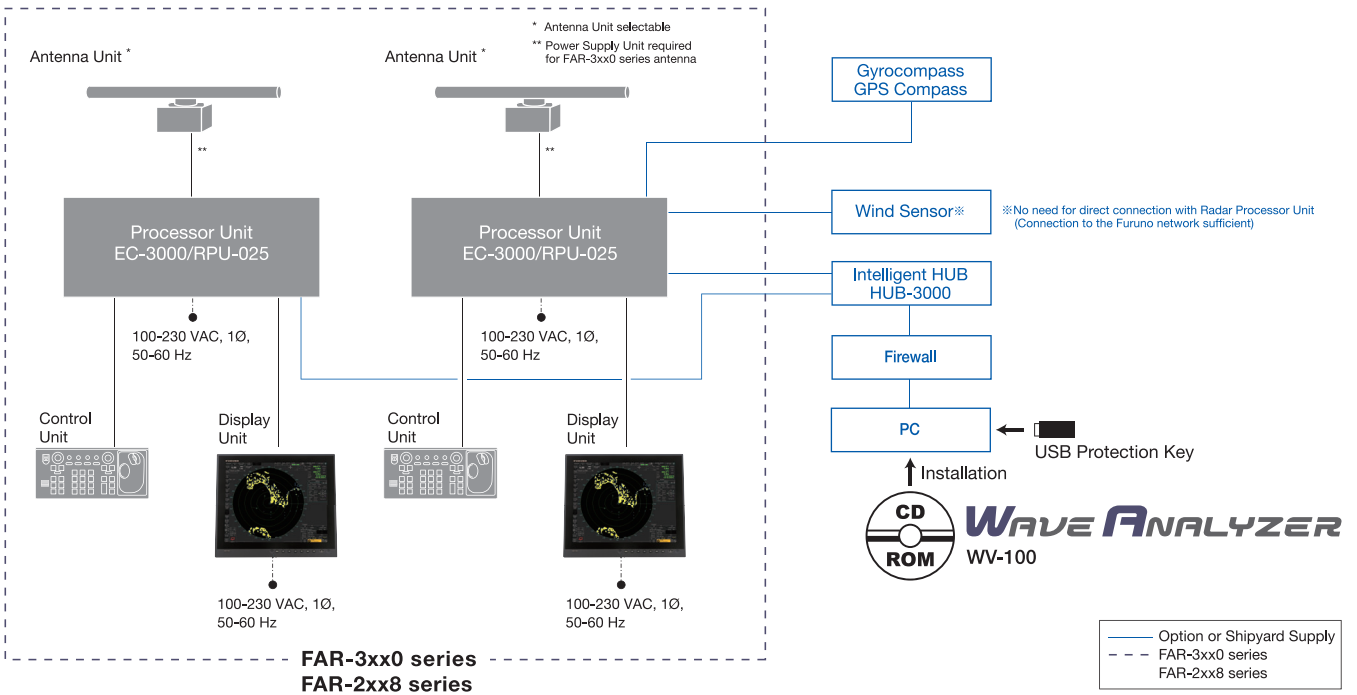 * Antenna Unit selectable
** Power Supply Unit required
for FAR-3xx0 series antenna
Antenna Unit *
Antenna Unit *
**
**
Processor Unit
EC-3000/RPU-025
Processor Unit
EC-3000/RPU-025
100-230 VAC, 1Ø,
50-60 Hz
100-230 VAC, 1Ø,
50-60 Hz
Control
Unit
Display
Unit
Control
Unit
Display
Unit
100-230 VAC, 1Ø,
50-60 Hz
100-230 VAC, 1Ø,
50-60 Hz
FAR-3xx0 series
FAR-2xx8 series
Gyrocompass
GPS Compass
Wind Sensor※
※No need for direct connection with Radar Processor Unit
(Connection to the Furuno network sufficient)
Intelligent HUB
HUB-3000
Firewall
PC
USB Protection Key
Installation
CD
ROM
WAVE ANALYZER
WV-100
Option or Shipyard Supply
FAR-3xx0 series
FAR-2xx8 series